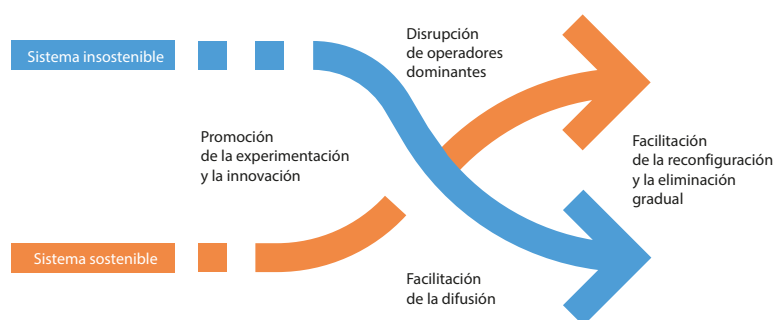 Sistema insostenible
Disrupción
de operadores
dominantes
Promoción
de la experimentación
y la innovación
Facilitación
de la reconfiguración
y la eliminación
gradual
Sistema sostenible
Facilitación
de la difusión